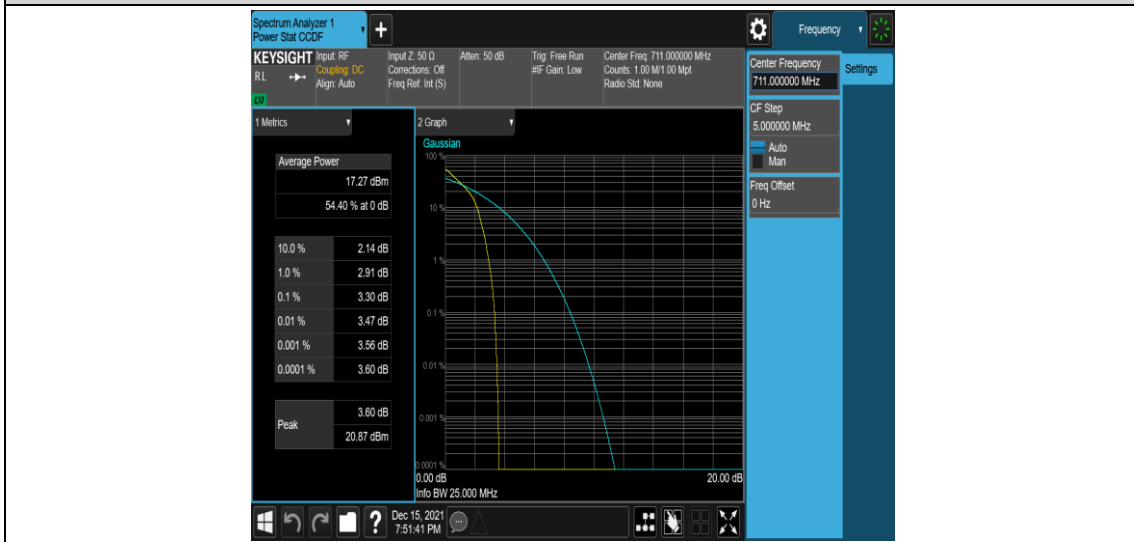 Spectrum Analyzer 1
Power Stat CCDF
+
Frequency
KEYSIGHT
RL
LXI
Input: RF
Coupling: DC
Align: Auto
Input Z: 50 Ω
Corrections: Off
Freq Ref: Int (S)
Atten: 50 dB
Trig: Free Run
#IF Gain: Low
Center Freq: 711.000000 MHz
Counts: 1.00 M/1.00 Mpt
Radio Std: None
Center Frequency
711.000000 MHz
Settings
CF Step
5.000000 MHz
Auto
Man
Freq Offset
0 Hz
1 Metrics
Average Power
17.27 dBm
54.40 % at 0 dB
10.0 % 2.14 dB
1.0 % 2.91 dB
0.1 % 3.30 dB
0.01 % 3.47 dB
0.001 % 3.56 dB
0.0001 % 3.60 dB
Peak
3.60 dB
20.87 dBm
2 Graph
Gaussian
100 %
10 %
1 %
0.1 %
0.01 %
0.001 %
0.0001 %
0.00 dB 20.00 dB
Info BW 25.000 MHz
?
Dec 15, 2021
7:51:41 PM